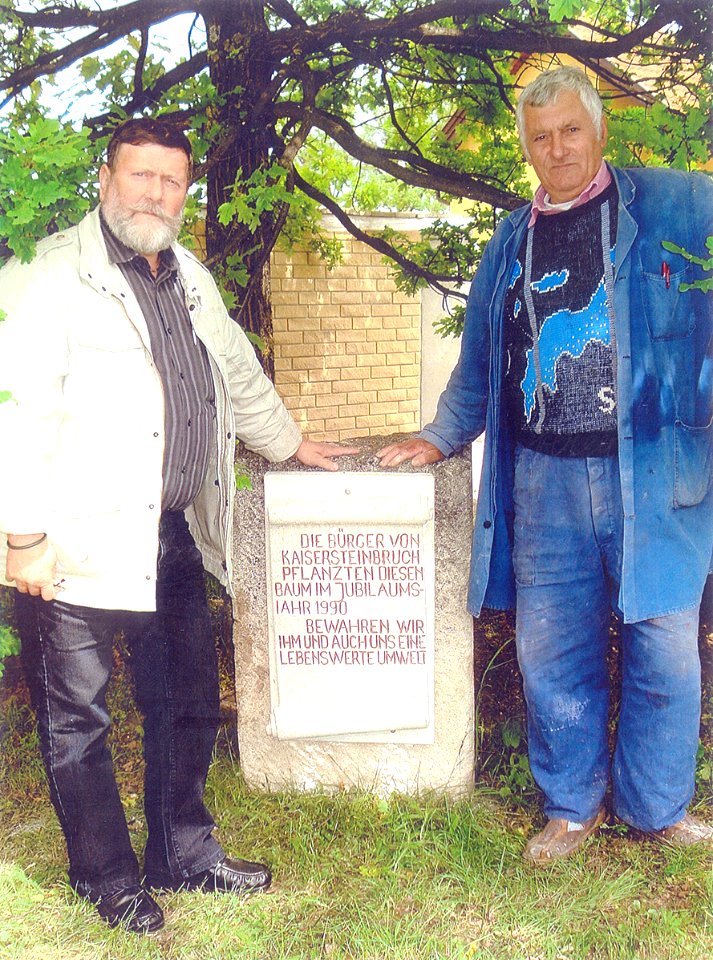 DIE BÜRGER VON
KAISERSTEINBRUCH
PFLANZTEN DIESEN
BAUM IM JUBILÄUMS-
JAHR 1990
BEWAHREN WIR
IHM UND AUCH UNS EINE
LEBENSWERTE UMWELT
S